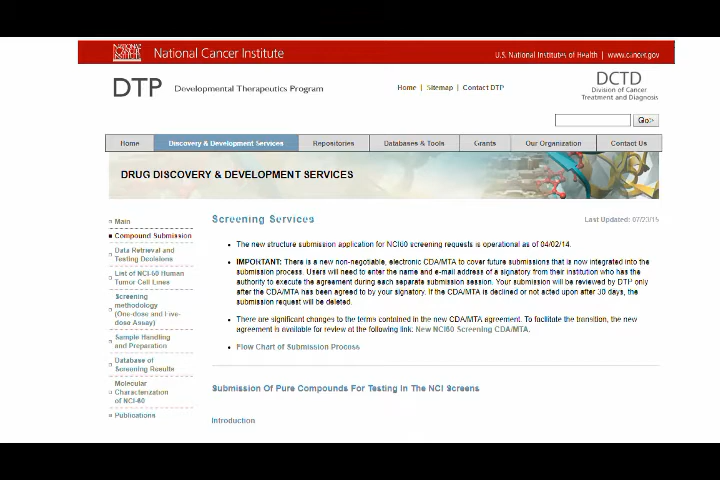 NATIONAL CANCER INSTITUTE
National Cancer Institute
U.S. National Institutes of Health | www.cancer.gov
DTP Developmental Therapeutics Program
Home | Sitemap | Contact DTP
DCTD
Division of Cancer
Treatment and Diagnosis
Go>
Home
Discovery & Development Services
Repositories
Databases & Tools
Grants
Our Organization
Contact Us
DRUG DISCOVERY & DEVELOPMENT SERVICES
Main
Compound Submission
Data Retrieval and
Testing Decisions
List of NCI-60 Human
Tumor Cell Lines
Screening
methodology
(One-dose and Five-
dose Assay)
Sample Handling
and Preparation
Database of
Screening Results
Molecular
Characterization
of NCI-60
Publications
Screening Services
Last Updated: 07/23/15
The new structure submission application for NCI60 screening requests is operational as of 04/02/14.
IMPORTANT: There is a new non-negotiable, electronic CDA/MTA to cover future submissions that is now integrated into the
submission process. Users will need to enter the name and e-mail address of a signatory from their institution who has the
authority to execute the agreement during each separate submission session. Your submission will be reviewed by DTP only
after the CDA/MTA has been agreed to by your signatory. If the CDA/MTA is declined or not acted upon after 30 days, the
submission request will be deleted.
There are significant changes to the terms contained in the new CDA/MTA agreement. To facilitate the transition, the new
agreement is available for review at the following link: New NCI60 Screening CDA/MTA.
Flow Chart of Submission Process
Submission Of Pure Compounds For Testing In The NCI Screens
Introduction